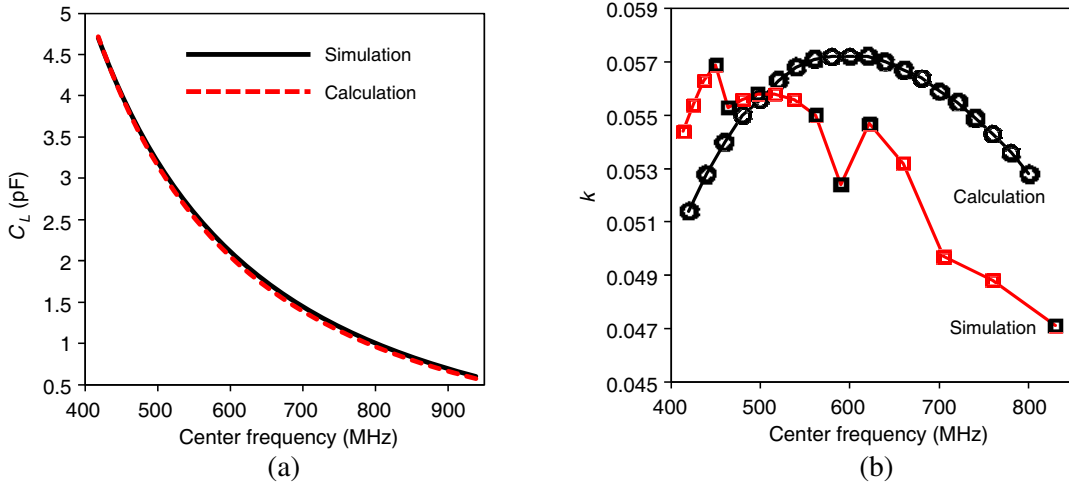 5
4.5
4
3.5
3
2.5
2
1.5
1
0.5
C_L (pF)
Simulation
Calculation
400 500 600 700 800 900
Center frequency (MHz)
(a)
0.059
0.057
0.055
0.053
0.051
0.049
0.047
0.045
k
Calculation
Simulation
400 500 600 700 800
Center frequency (MHz)
(b)